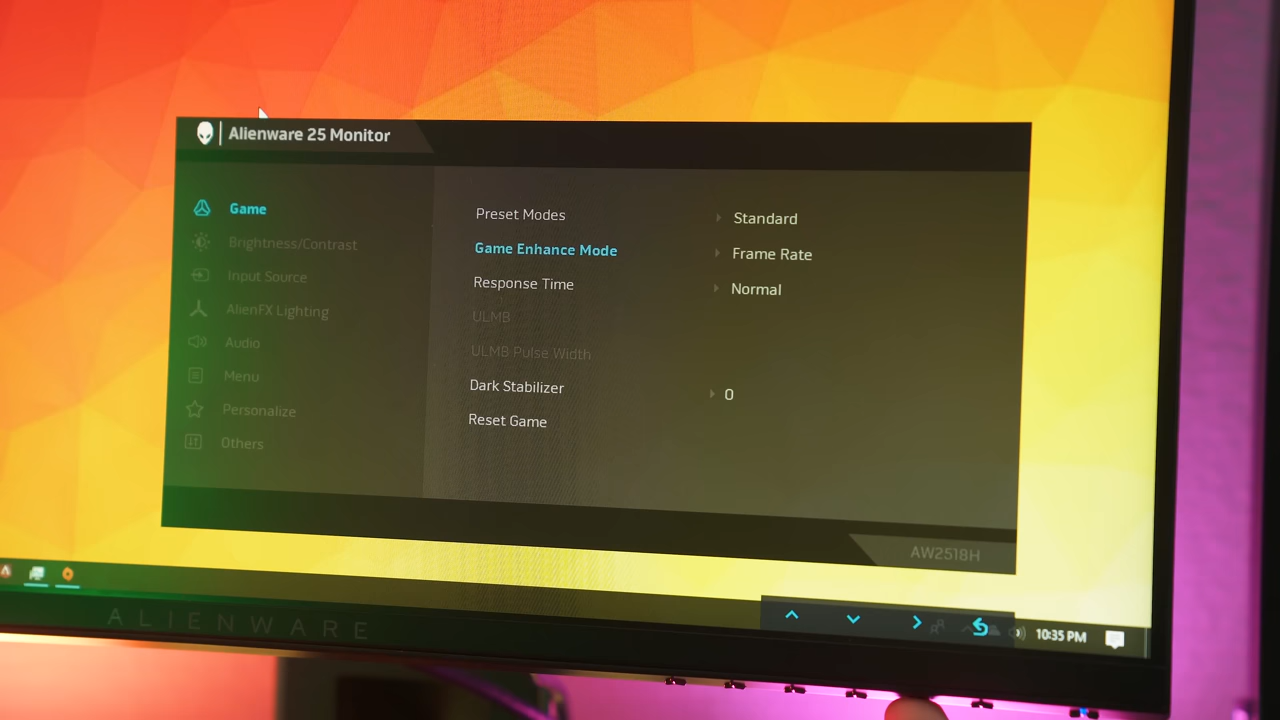 Alienware 25 Monitor
Game
Brightness/Contrast
Input Source
AlienFX Lighting
Audio
Menu
Personalize
Others
Preset Modes Standard
Game Enhance Mode Frame Rate
Response Time Normal
ULMB
ULMB Pulse Width
Dark Stabilizer 0
Reset Game
AW2518H
ALIENWARE
10:35 PM